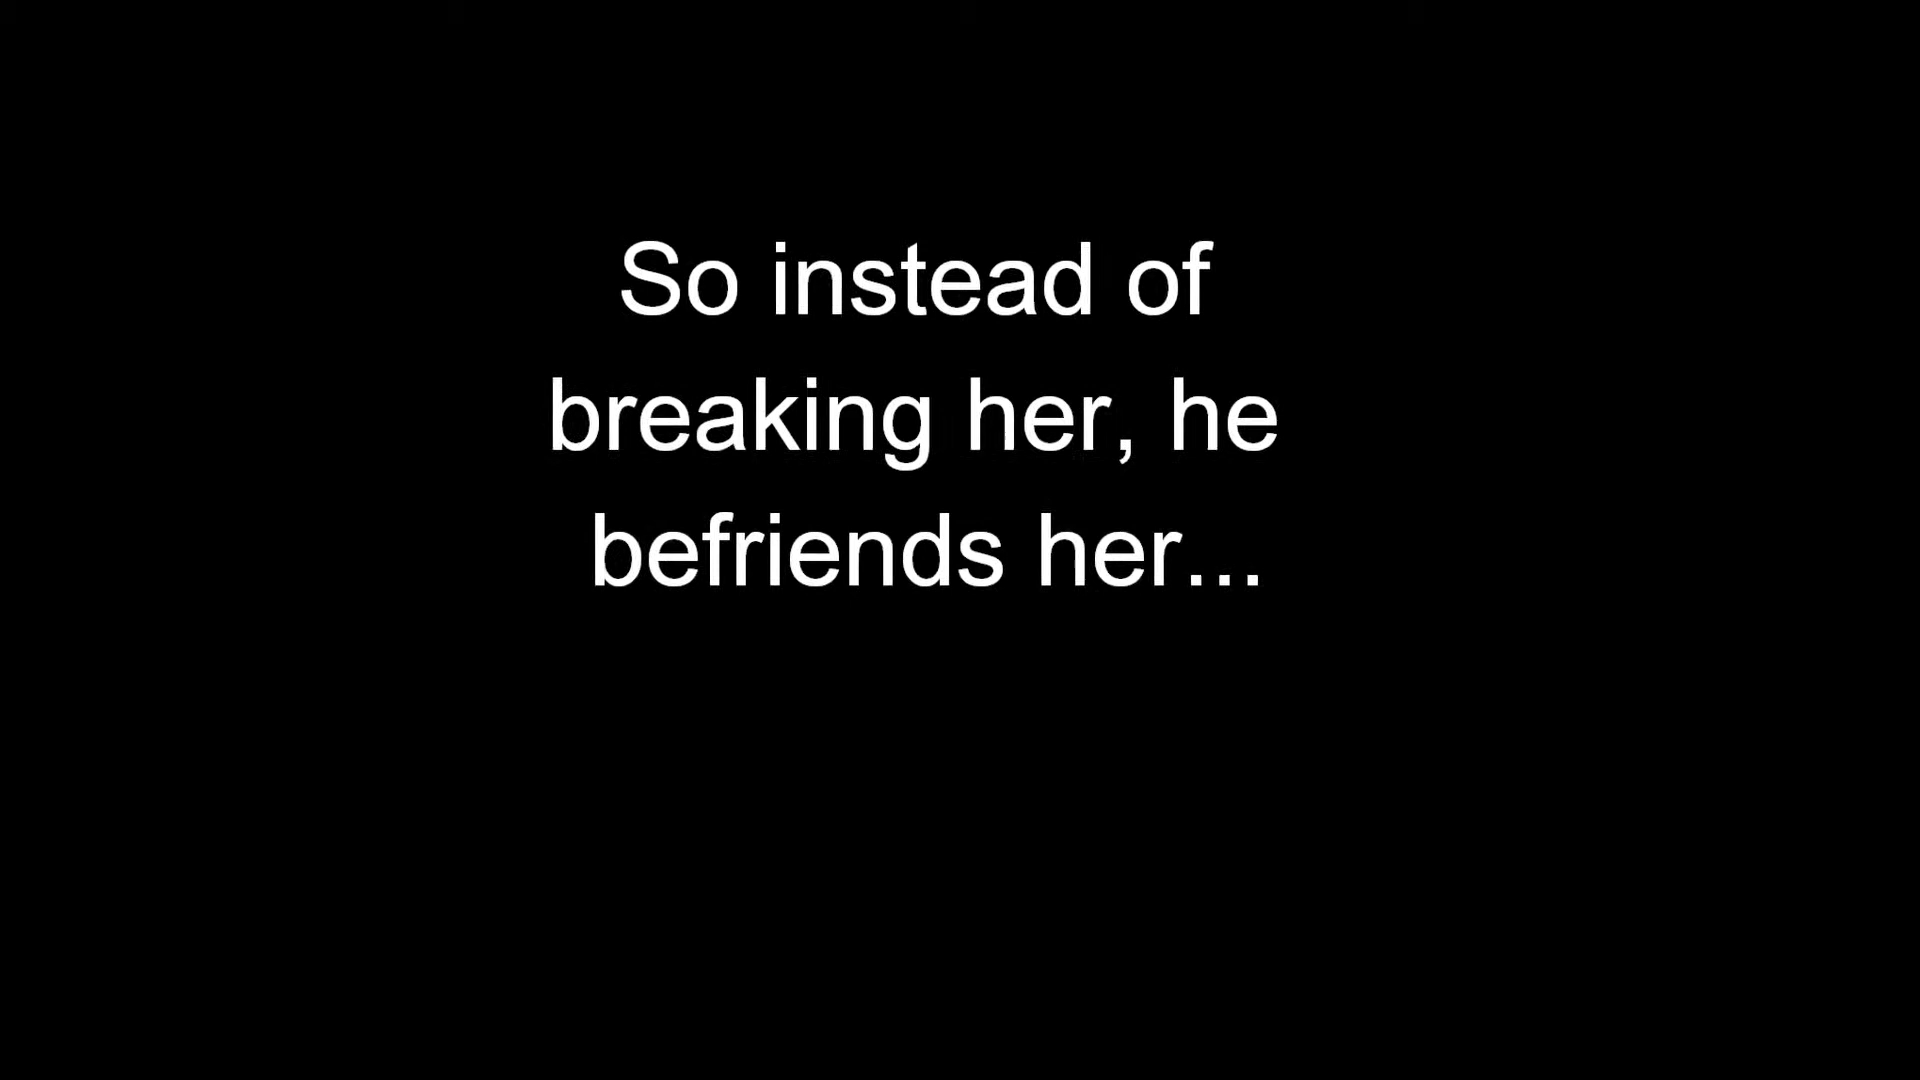 So instead of
breaking her, he
befriends her...